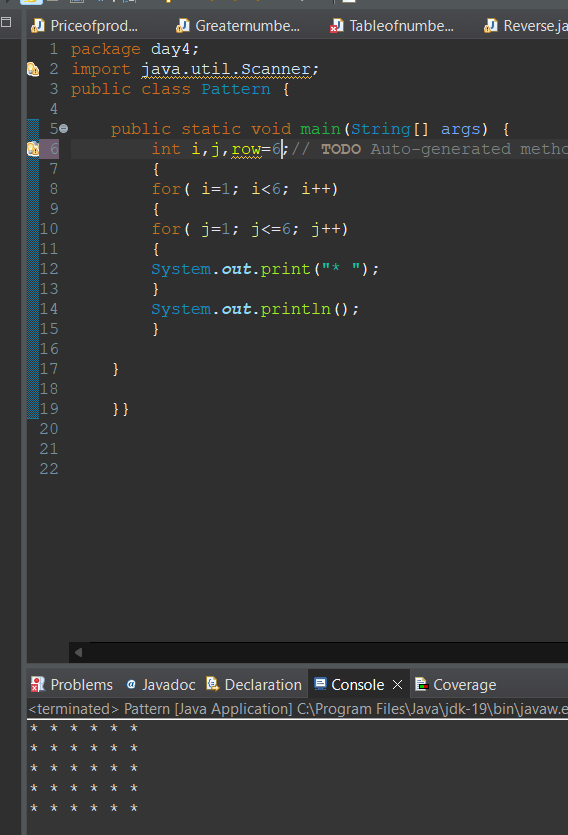 Priceofprod... Greaternumbe... Tableofnumbe... Reverse.ja
1 package day4;
2 import java.util.Scanner;
3 public class Pattern {
4
5 public static void main(String[] args) {
6 int i,j,row=6;// TODO Auto-generated metho
7 {
8 for( i=1; i<6; i++)
9 {
10 for( j=1; j<=6; j++)
11 {
12 System.out.print("* ");
13 }
14 System.out.println();
15 }
16
17 }
18
19 }}
20
21
22
Problems @ Javadoc Declaration Console Coverage
<terminated> Pattern [Java Application] C:\Program Files\Java\jdk-19\bin\javaw.e
* * * * * *
* * * * * *
* * * * * *
* * * * * *
* * * * * *